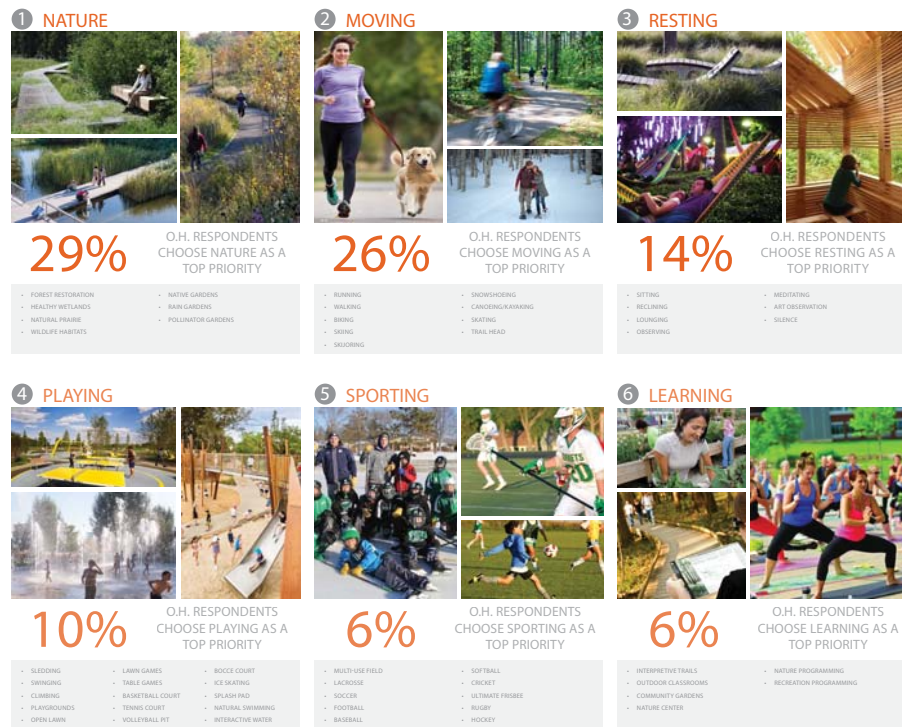 1 NATURE
29%
O.H. RESPONDENTS
CHOOSE NATURE AS A
TOP PRIORITY
• FOREST RESTORATION
• HEALTHY WETLANDS
• NATURAL PRAIRIE
• WILDLIFE HABITATS
• NATIVE GARDENS
• RAIN GARDENS
• POLLINATOR GARDENS
2 MOVING
26%
O.H. RESPONDENTS
CHOOSE MOVING AS A
TOP PRIORITY
• RUNNING
• WALKING
• BIKING
• SKIING
• SKIJORING
• SNOWSHOEING
• CANOEING/KAYAKING
• SKATING
• TRAIL HEAD
3 RESTING
14%
O.H. RESPONDENTS
CHOOSE RESTING AS A
TOP PRIORITY
• SITTING
• RECLINING
• LOUNGING
• OBSERVING
• MEDITATING
• ART OBSERVATION
• SILENCE
4 PLAYING
10%
O.H. RESPONDENTS
CHOOSE PLAYING AS A
TOP PRIORITY
• SLEDDING
• SWINGING
• CLIMBING
• PLAYGROUNDS
• OPEN LAWN
• LAWN GAMES
• TABLE GAMES
• BASKETBALL COURT
• TENNIS COURT
• VOLLEYBALL PIT
• BOCCE COURT
• ICE SKATING
• SPLASH PAD
• NATURAL SWIMMING
• INTERACTIVE WATER
5 SPORTING
6%
O.H. RESPONDENTS
CHOOSE SPORTING AS A
TOP PRIORITY
• MULTI-USE FIELD
• LACROSSE
• SOCCER
• FOOTBALL
• BASEBALL
• SOFTBALL
• CRICKET
• ULTIMATE FRISBEE
• RUGBY
• HOCKEY
6 LEARNING
6%
O.H. RESPONDENTS
CHOOSE LEARNING AS A
TOP PRIORITY
• INTERPRETIVE TRAILS
• OUTDOOR CLASSROOMS
• COMMUNITY GARDENS
• NATURE CENTER
• NATURE PROGRAMMING
• RECREATION PROGRAMMING